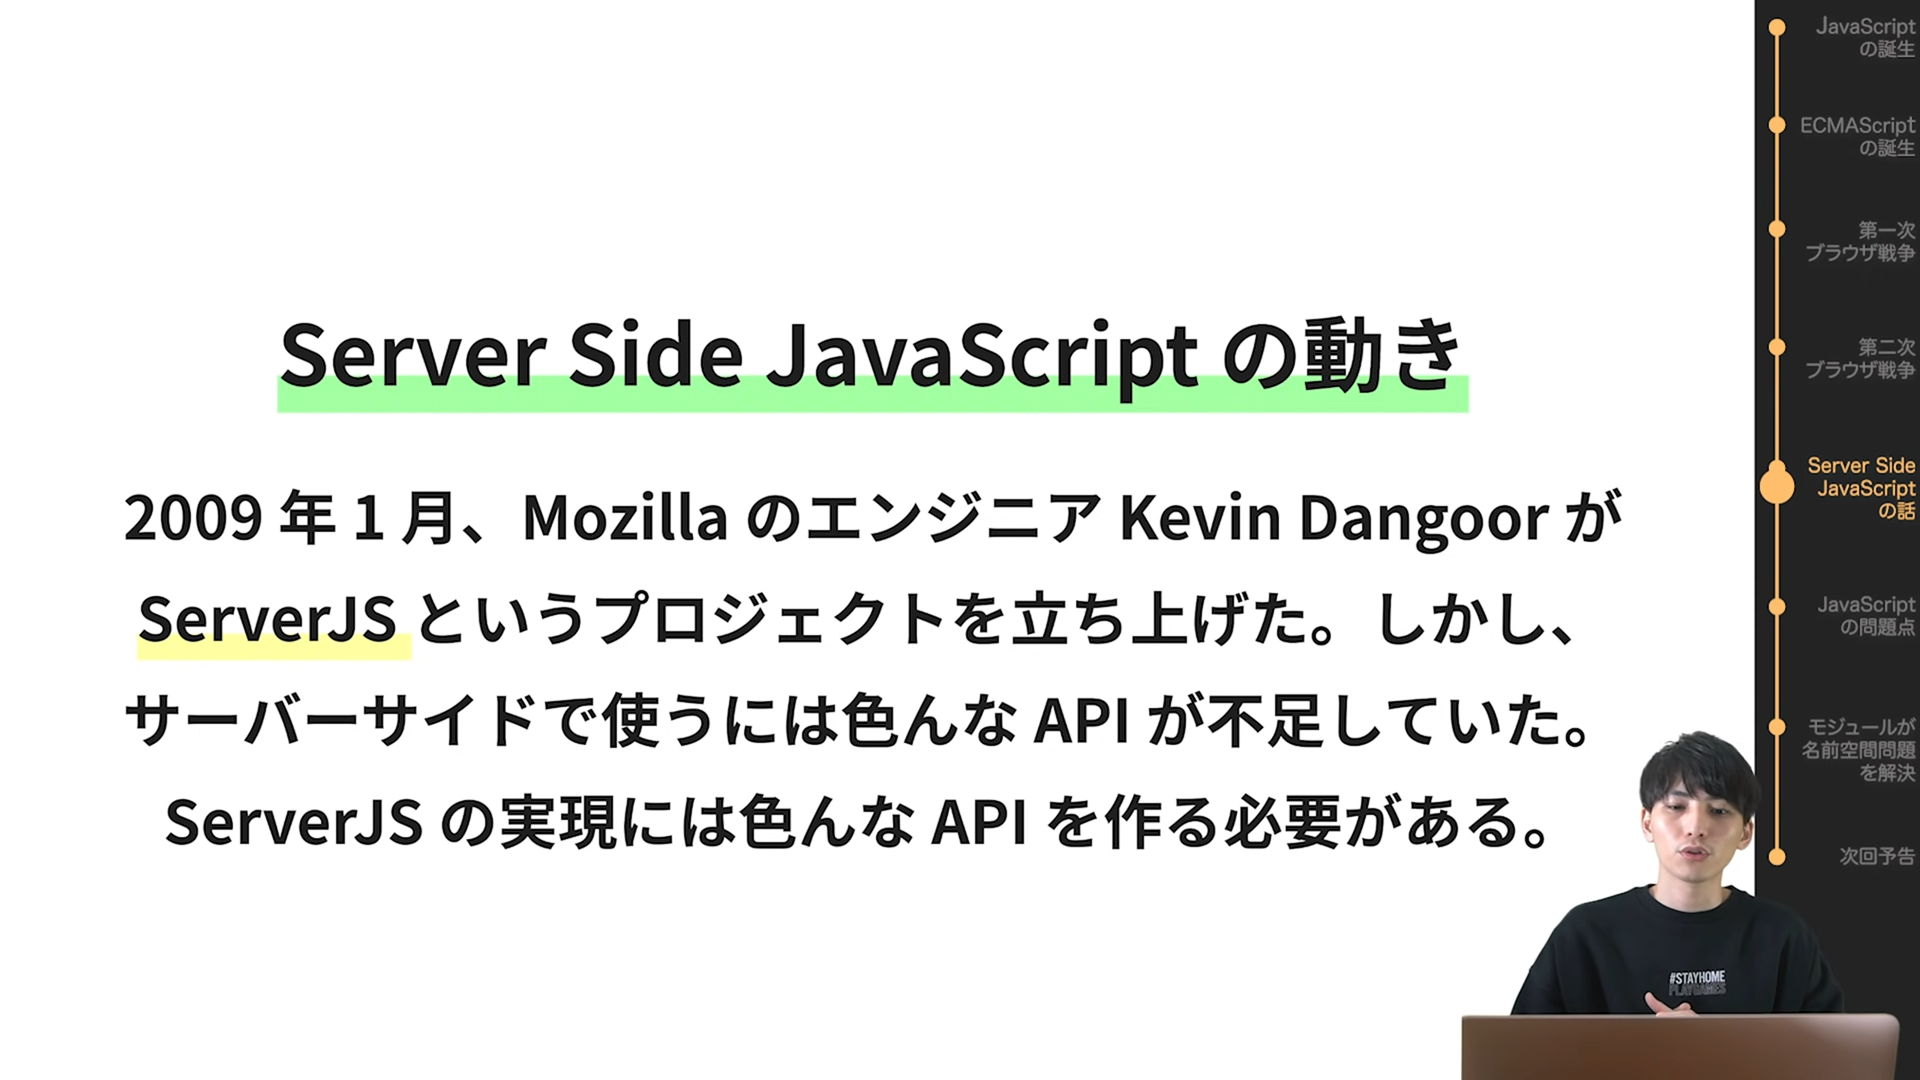 Server Side JavaScript の動き
2009 年 1 月、Mozilla のエンジニア Kevin Dangoor が
ServerJS というプロジェクトを立ち上げた。しかし、
サーバーサイドで使うには色んな API が不足していた。
ServerJS の実現には色んな API を作る必要がある。
JavaScript
の誕生
ECMAScript
の誕生
第一次
ブラウザ戦争
第二次
ブラウザ戦争
Server Side
JavaScript
の話
JavaScript
の問題点
モジュールが
名前空間問題
を解決
次回予告
#STAYHOME
PLAYGAMES